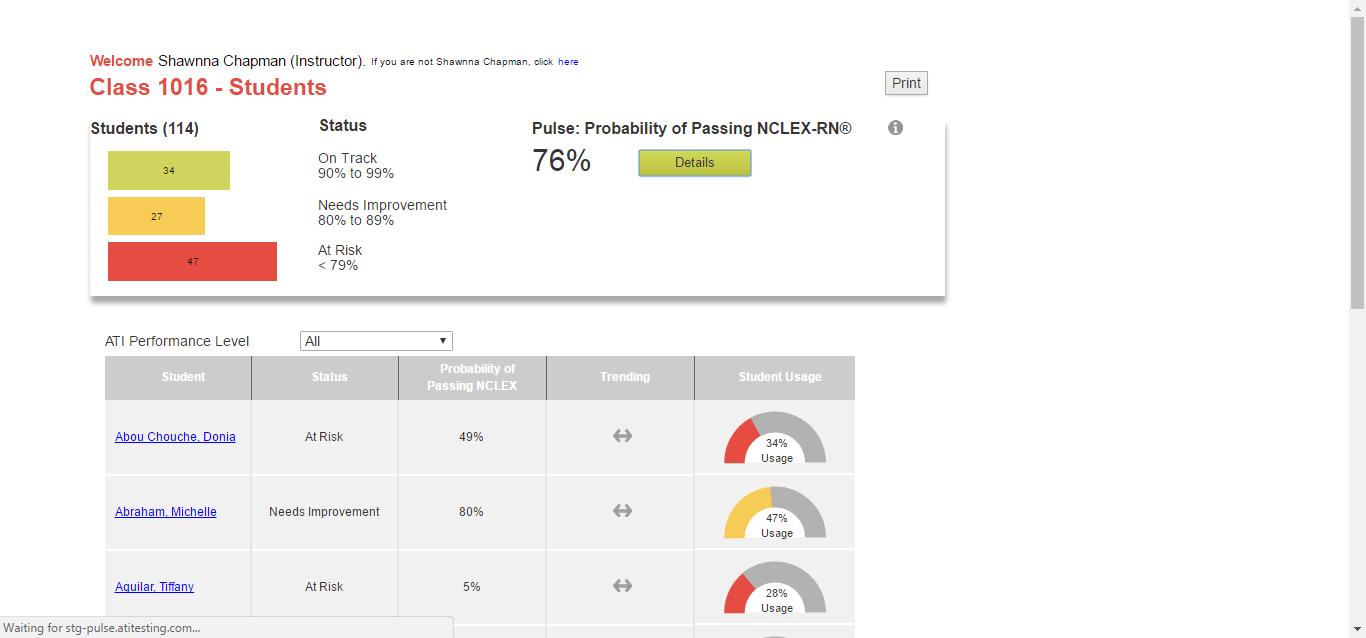 Welcome Shawnna Chapman (Instructor). If you are not Shawnna Chapman, click here
Class 1016 - Students
Print
Students (114)
Status
Pulse: Probability of Passing NCLEX-RN®
i
34
On Track
90% to 99%
76%
Details
27
Needs Improvement
80% to 89%
47
At Risk
< 79%
ATI Performance Level
All
Student
Status
Probability of
Passing NCLEX
Trending
Student Usage
Abou Chouche, Donia
At Risk
49%
34%
Usage
Abraham, Michelle
Needs Improvement
80%
47%
Usage
Aguilar, Tiffany
At Risk
5%
28%
Usage
Waiting for stg-pulse.atitesting.com...